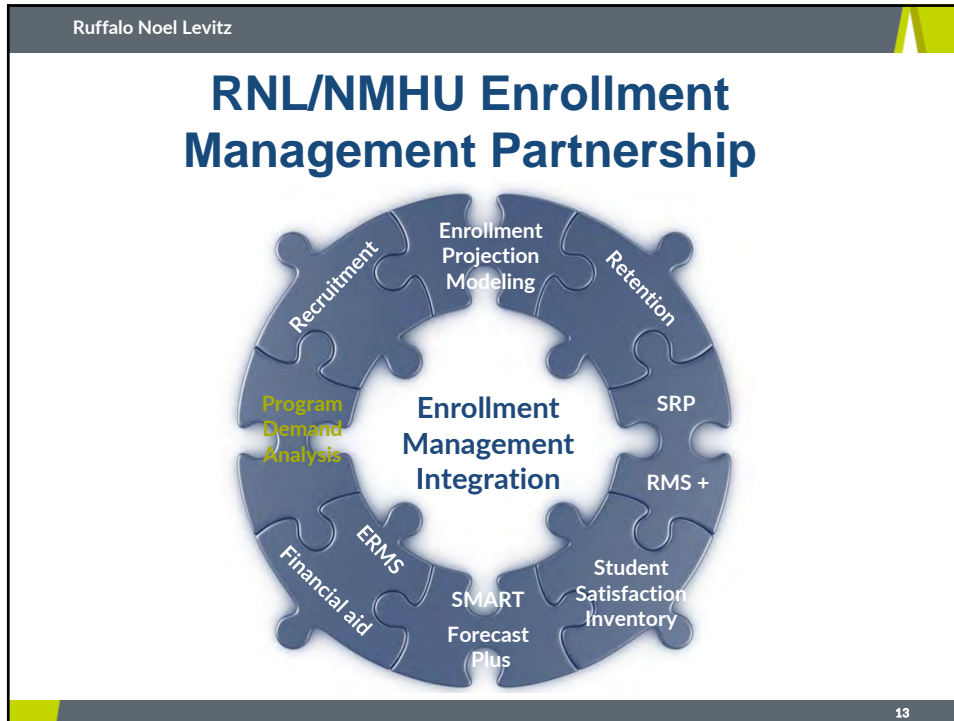 Ruffalo Noel Levitz
RNL/NMHU Enrollment
Management Partnership
Enrollment
Projection
Modeling
Recruitment
Retention
Program
Demand
Analysis
Enrollment
Management
Integration
SRP
RMS +
ERMS
Financial aid
SMART
Forecast
Plus
Student
Satisfaction
Inventory
13